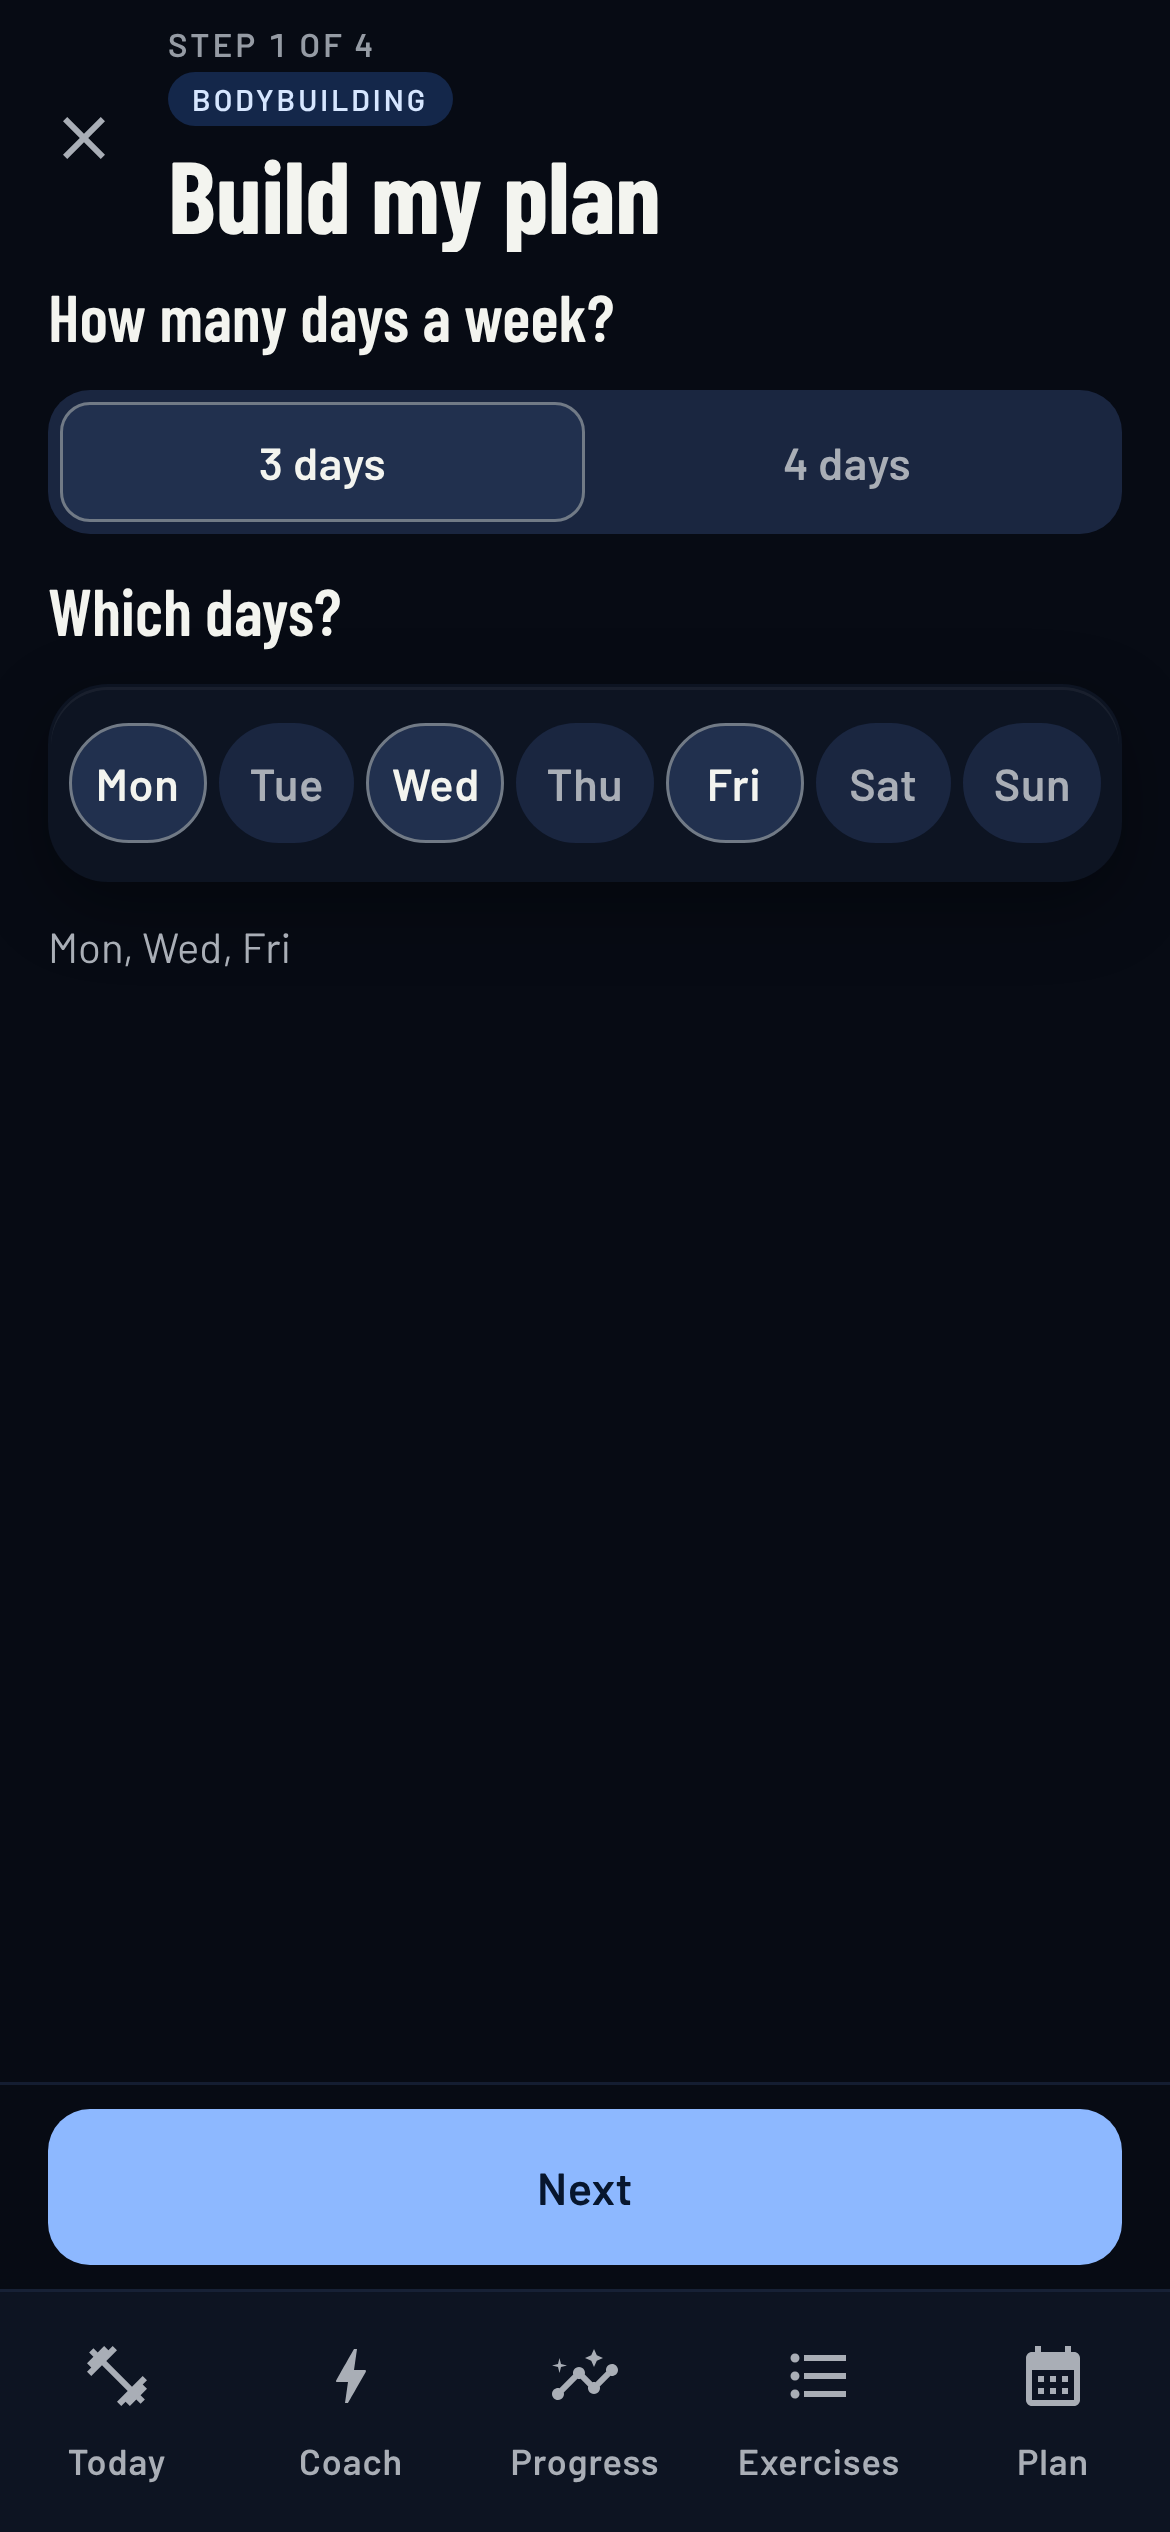 STEP 1 OF 4
BODYBUILDING
Build my plan
How many days a week?
3 days 4 days
Which days?
Mon Tue Wed Thu Fri Sat Sun
Mon, Wed, Fri
Next
Today Coach Progress Exercises Plan